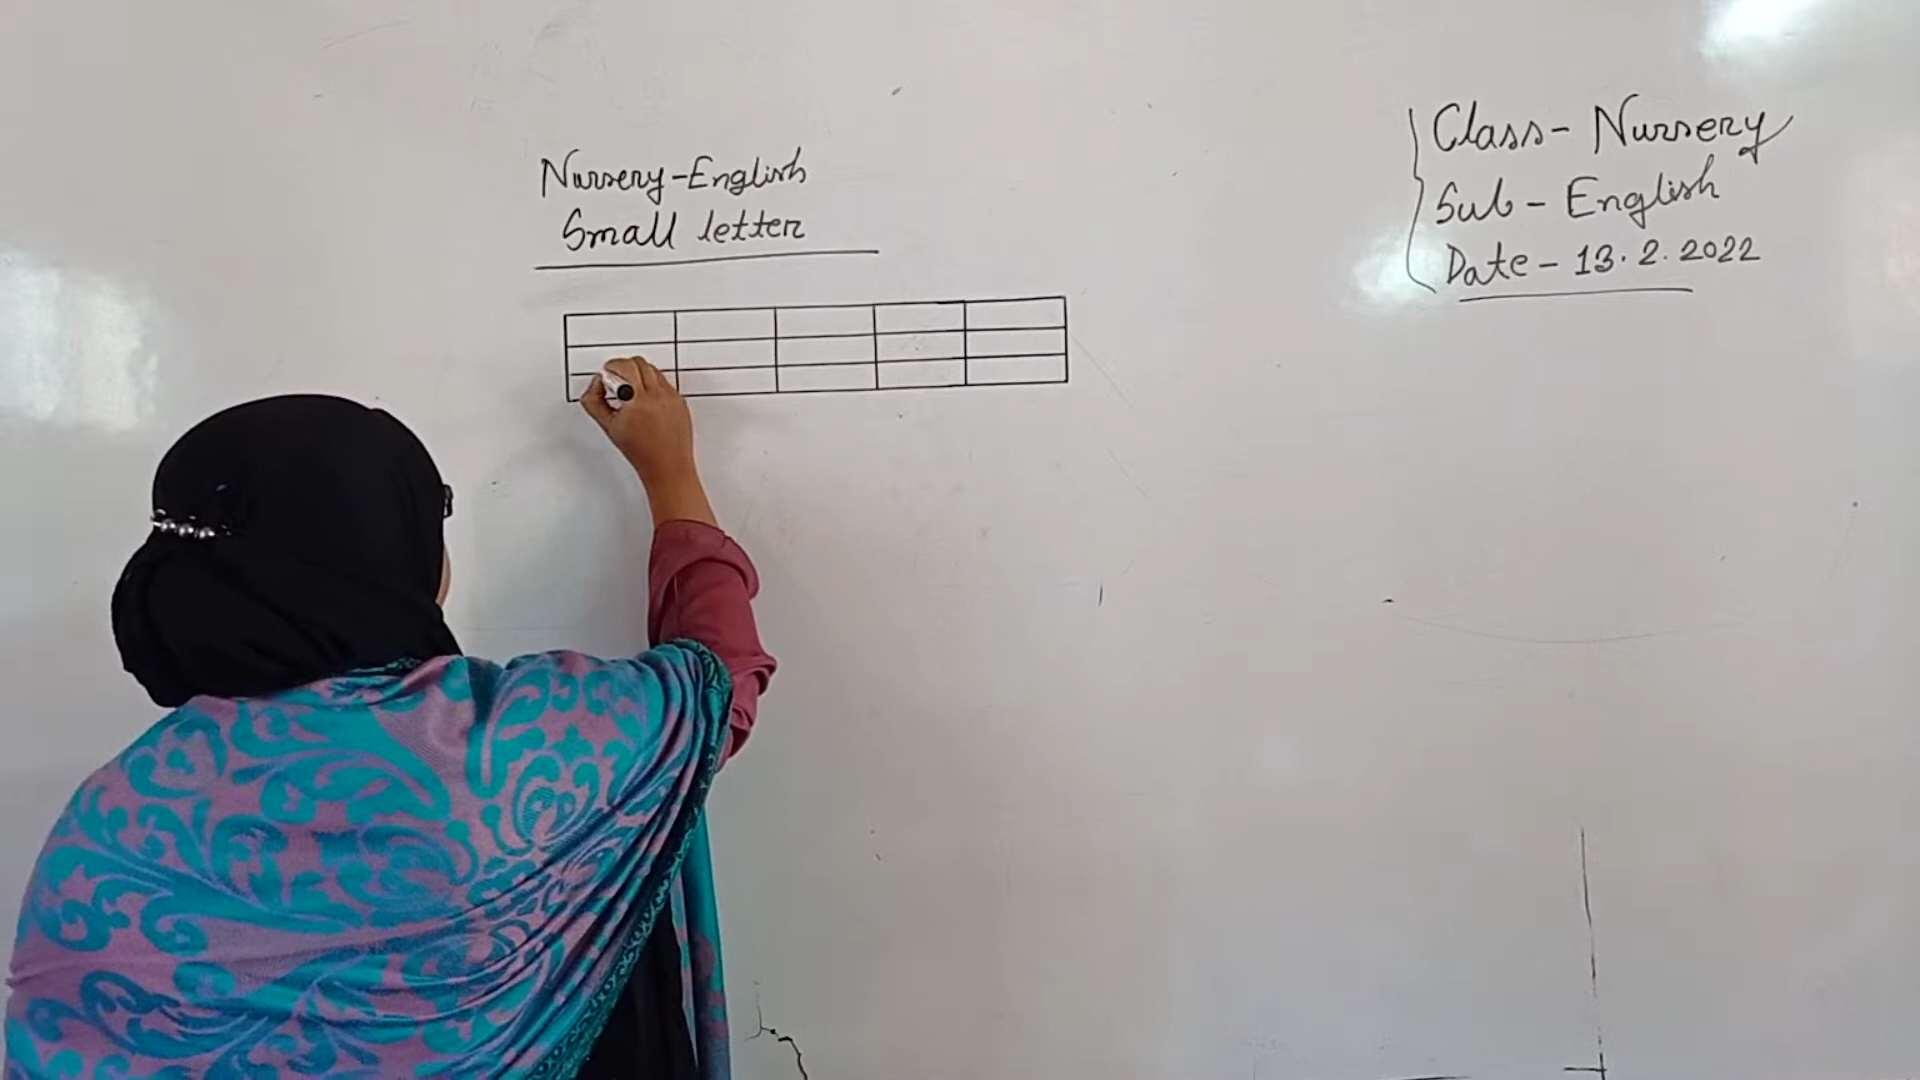 Nursery-English
Small letter
Class- Nursery
Sub- English
Date- 13.2.2022